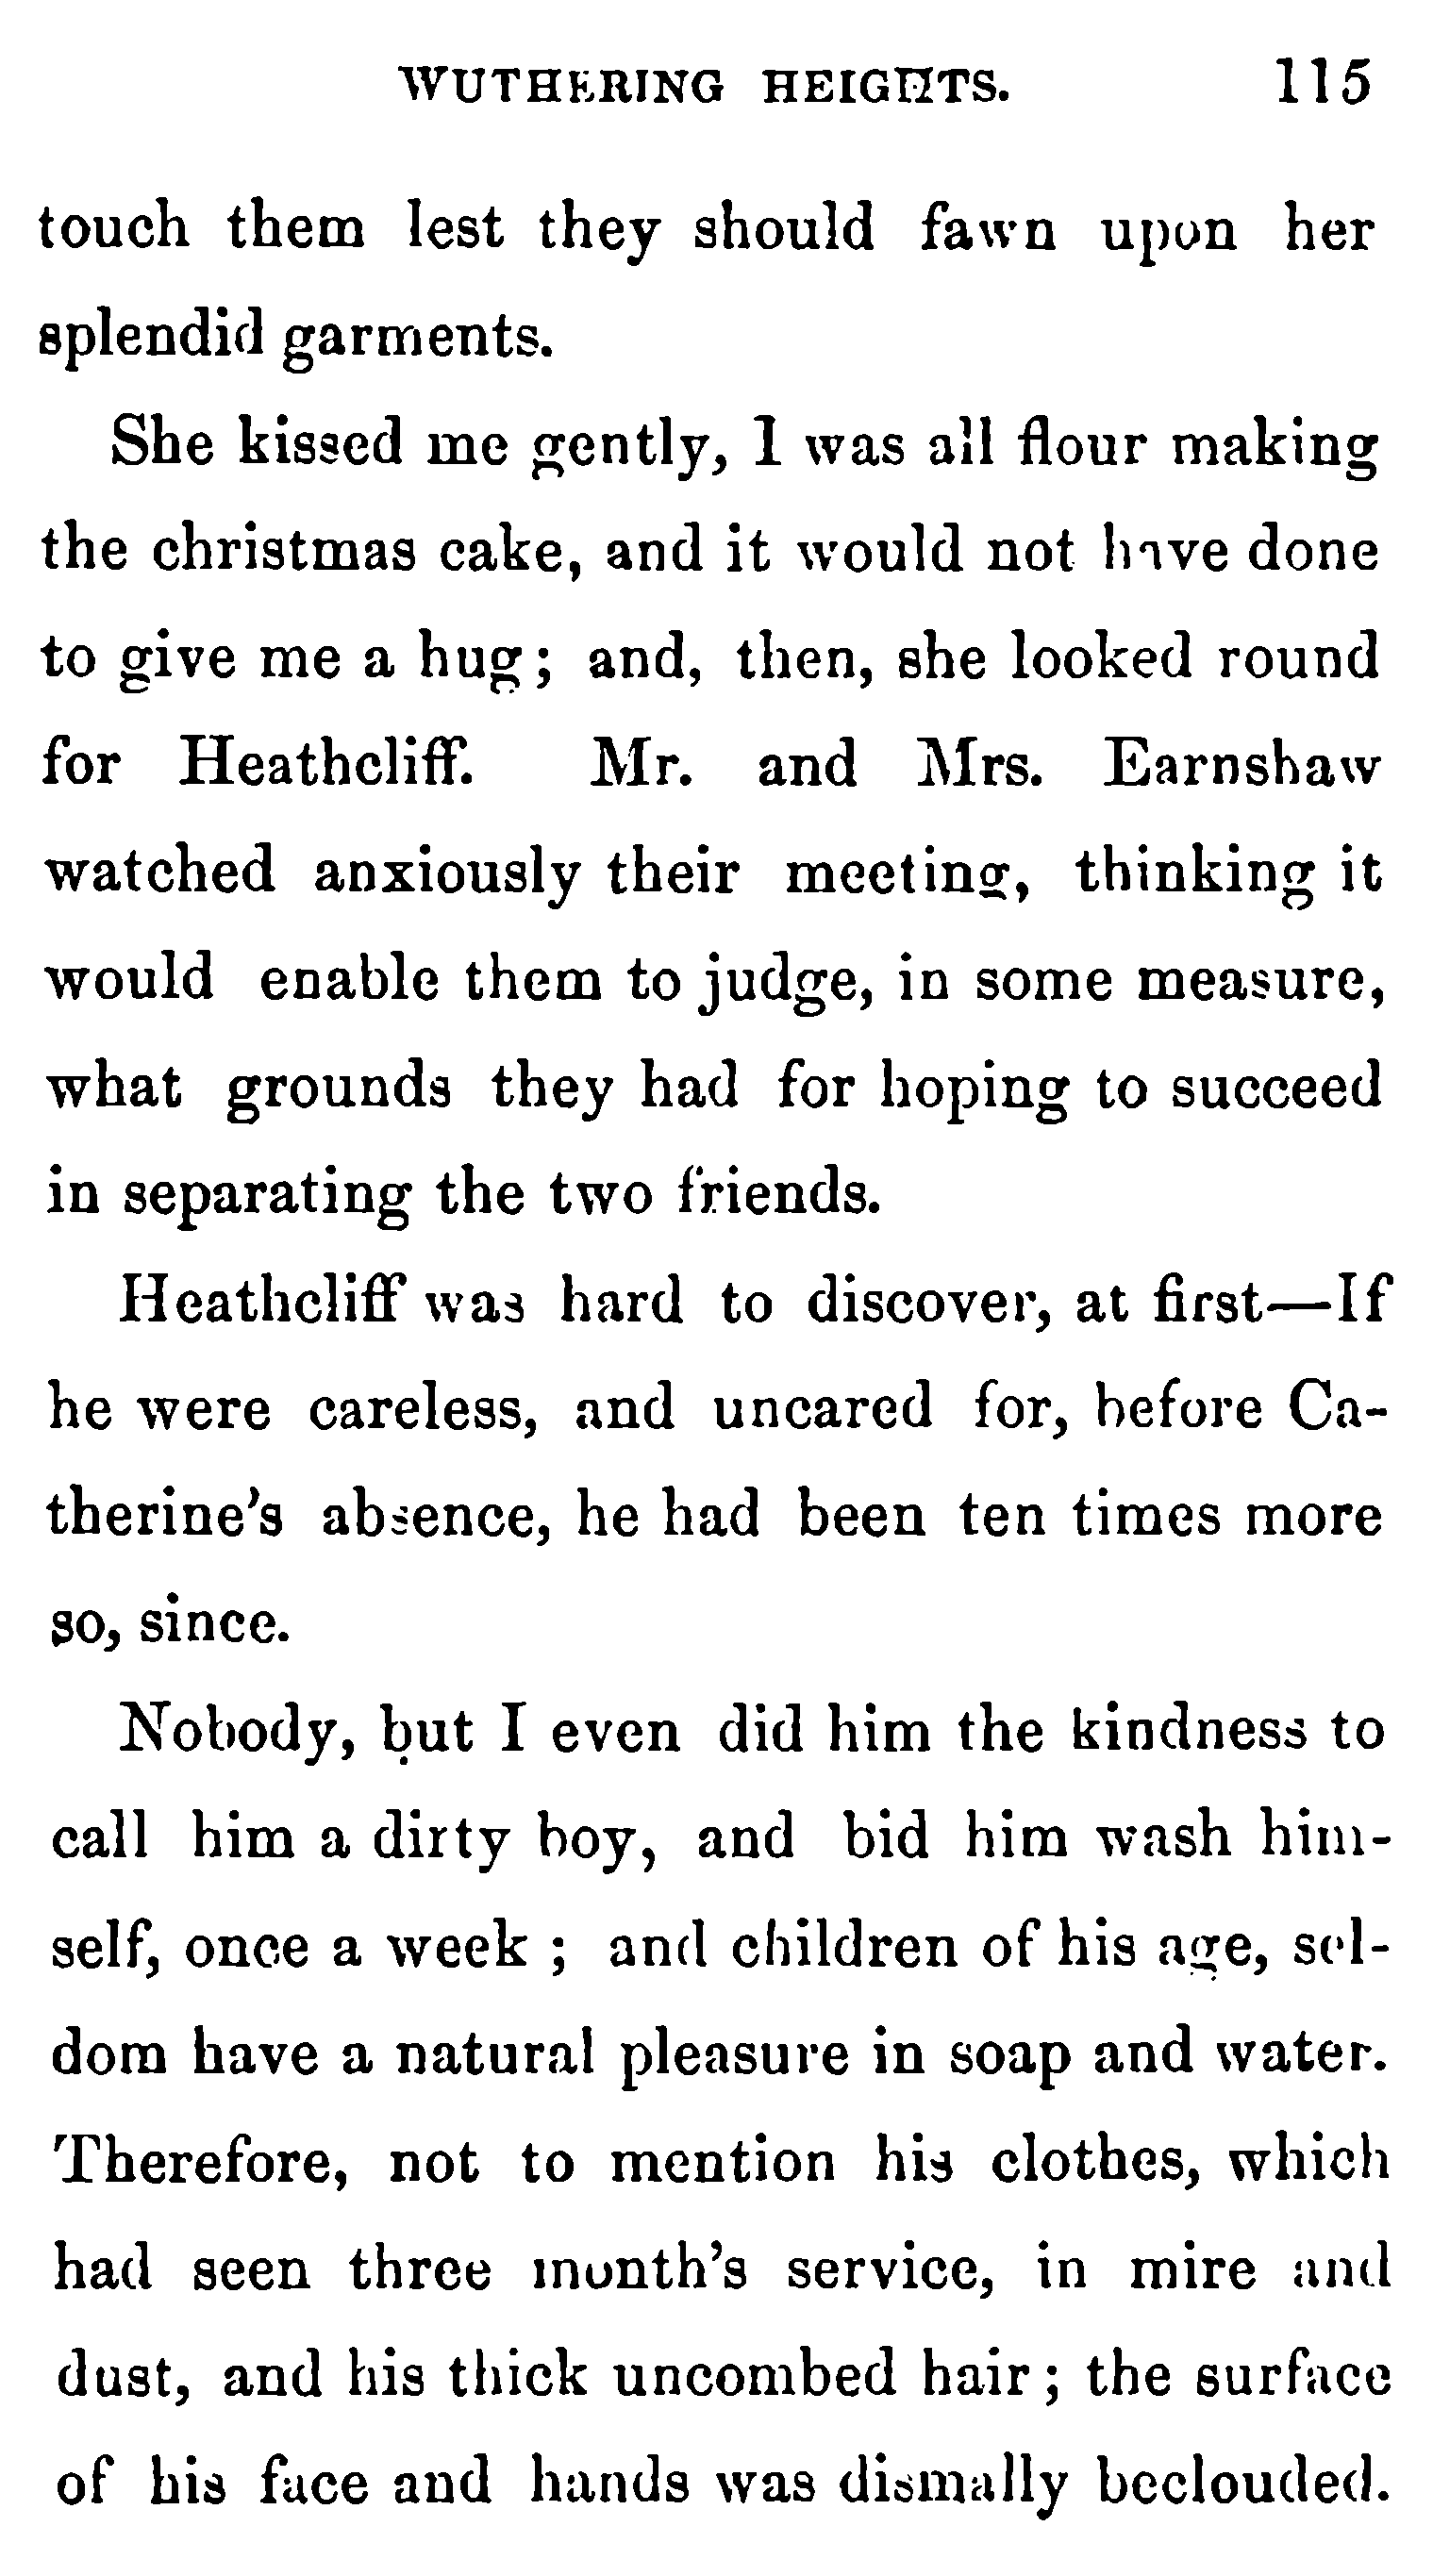 WUTHERING HEIGHTS. 115
touch them lest they should fawn upon her
splendid garments.
She kissed me gently, I was all flour making
the christmas cake, and it would not have done
to give me a hug; and, then, she looked round
for Heathcliff. Mr. and Mrs. Earnshaw
watched anxiously their meeting, thinking it
would enable them to judge, in some measure,
what grounds they had for hoping to succeed
in separating the two friends.
Heathcliff was hard to discover, at first—If
he were careless, and uncared for, before Ca-
therine's absence, he had been ten times more
so, since.
Nobody, but I even did him the kindness to
call him a dirty boy, and bid him wash him-
self, once a week ; and children of his age, sel-
dom have a natural pleasure in soap and water.
Therefore, not to mention his clothes, which
had seen three month's service, in mire and
dust, and his thick uncombed hair; the surface
of his face and hands was dismally beclouded.